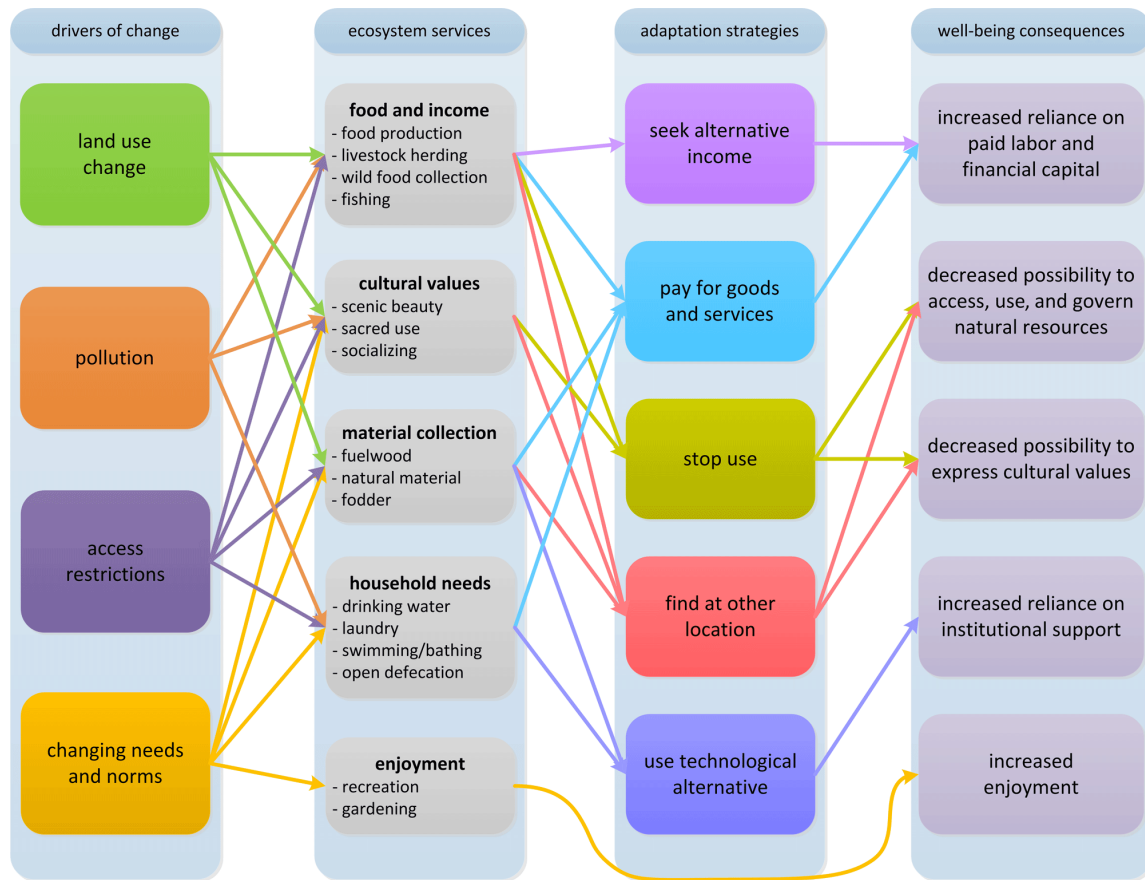 drivers of change
ecosystem services
adaptation strategies
well-being consequences
land use
change
pollution
access
restrictions
changing needs
and norms
food and income
- food production
- livestock herding
- wild food collection
- fishing
cultural values
- scenic beauty
- sacred use
- socializing
material collection
- fuelwood
- natural material
- fodder
household needs
- drinking water
- laundry
- swimming/bathing
- open defecation
enjoyment
- recreation
- gardening
seek alternative
income
pay for goods
and services
stop use
find at other
location
use technological
alternative
increased reliance on
paid labor and
financial capital
decreased possibility to
access, use, and govern
natural resources
decreased possibility to
express cultural values
increased reliance on
institutional support
increased
enjoyment